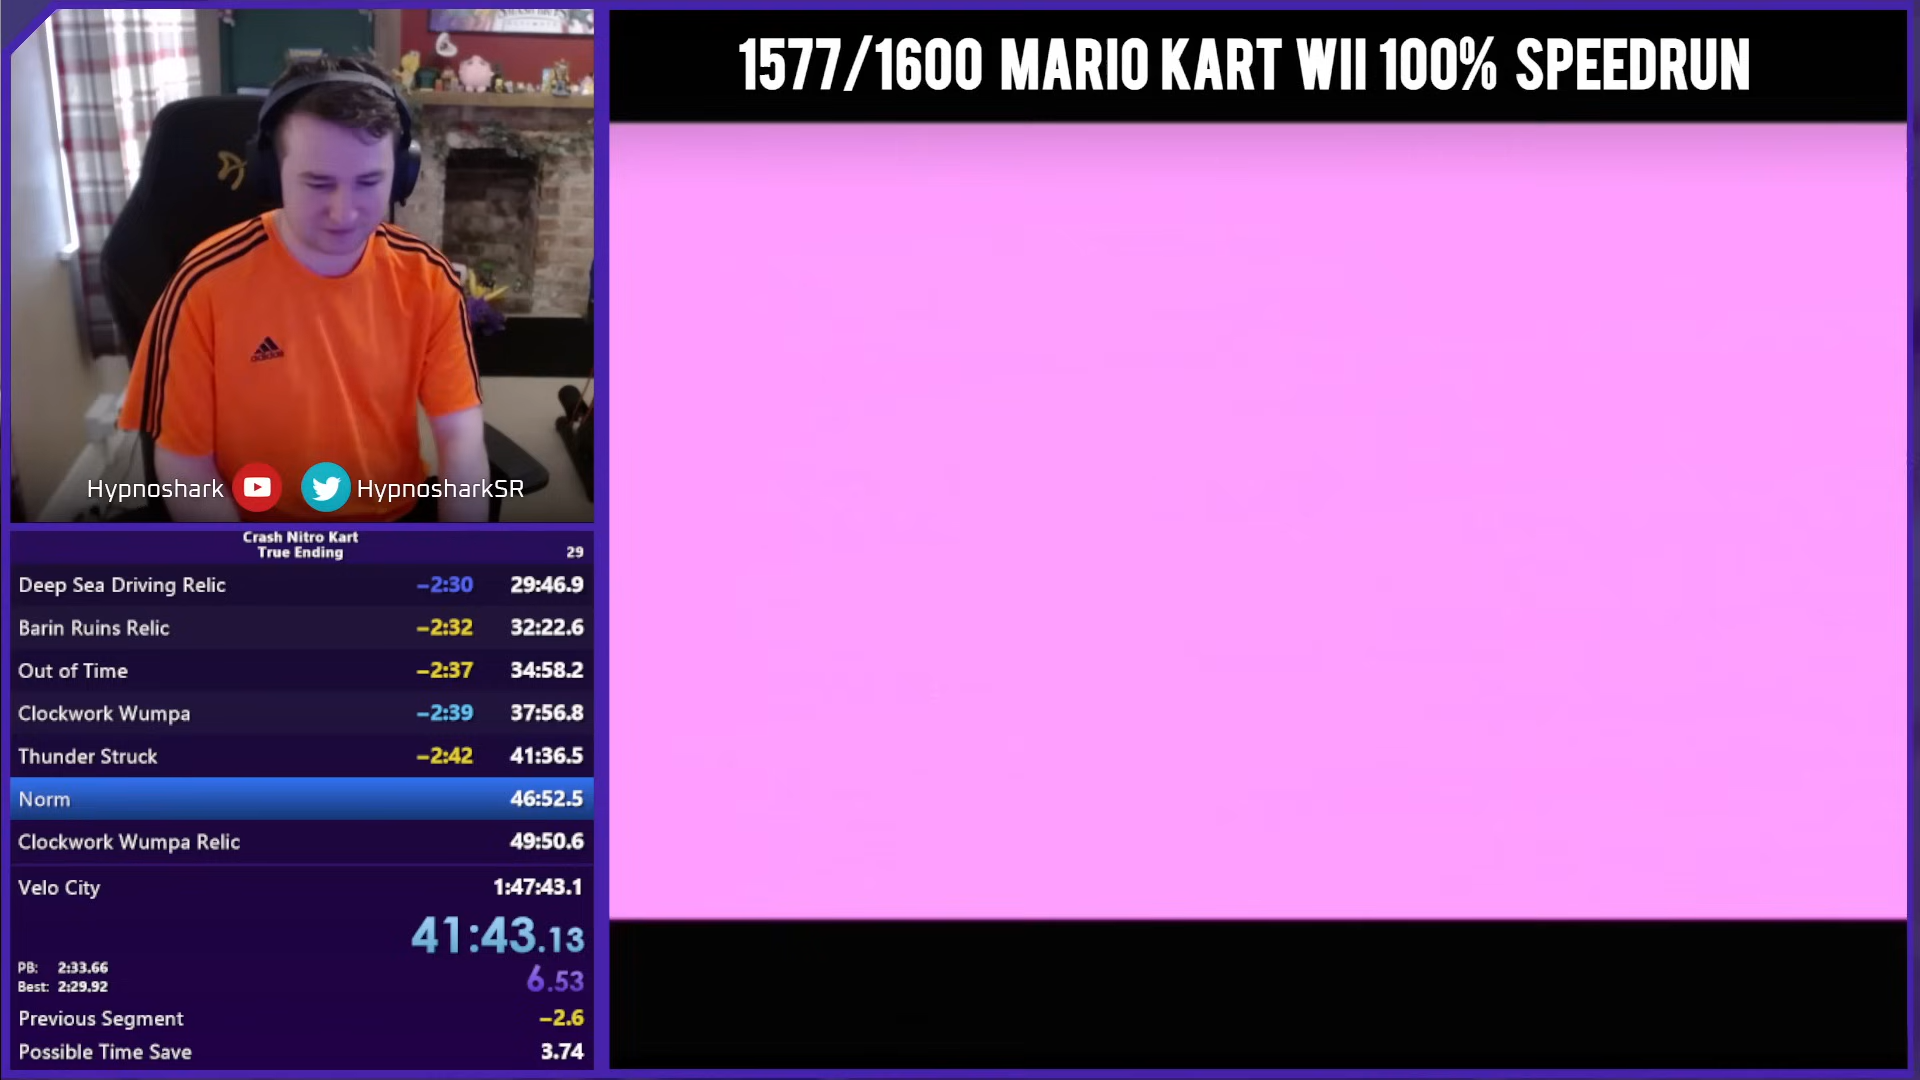 1577/1600 MARIO KART WII 100% SPEEDRUN
adidas
Hypnoshark HypnosharkSR
Crash Nitro Kart
True Ending 29
Deep Sea Driving Relic −2:30 29:46.9
Barin Ruins Relic −2:32 32:22.6
Out of Time −2:37 34:58.2
Clockwork Wumpa −2:39 37:56.8
Thunder Struck −2:42 41:36.5
Norm 46:52.5
Clockwork Wumpa Relic 49:50.6
Velo City 1:47:43.1
41:43.13
PB: 2:33.66
Best: 2:29.92
6.53
Previous Segment −2.6
Possible Time Save 3.74